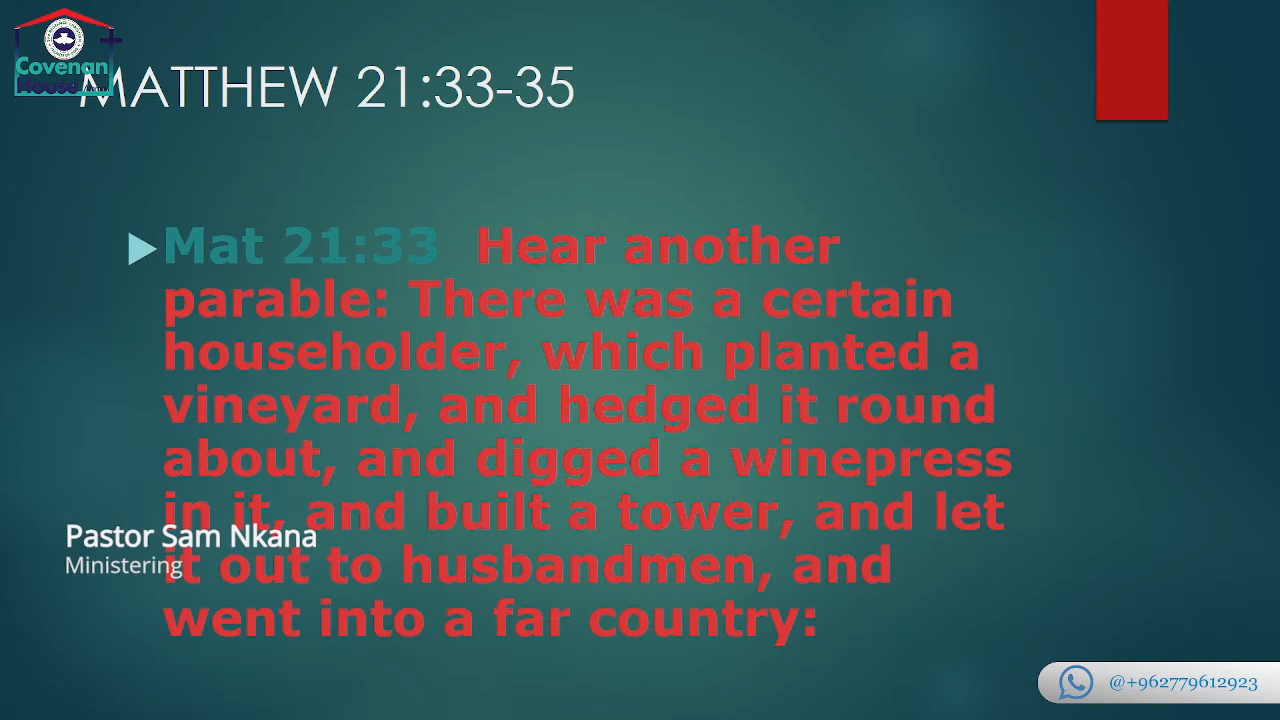 Covenan
House
MATTHEW 21:33-35
Mat 21:33 Hear another
parable: There was a certain
householder, which planted a
vineyard, and hedged it round
about, and digged a winepress
in it, and built a tower, and let
it out to husbandmen, and
went into a far country:
Pastor Sam Nkana
Ministering
@+962779612923